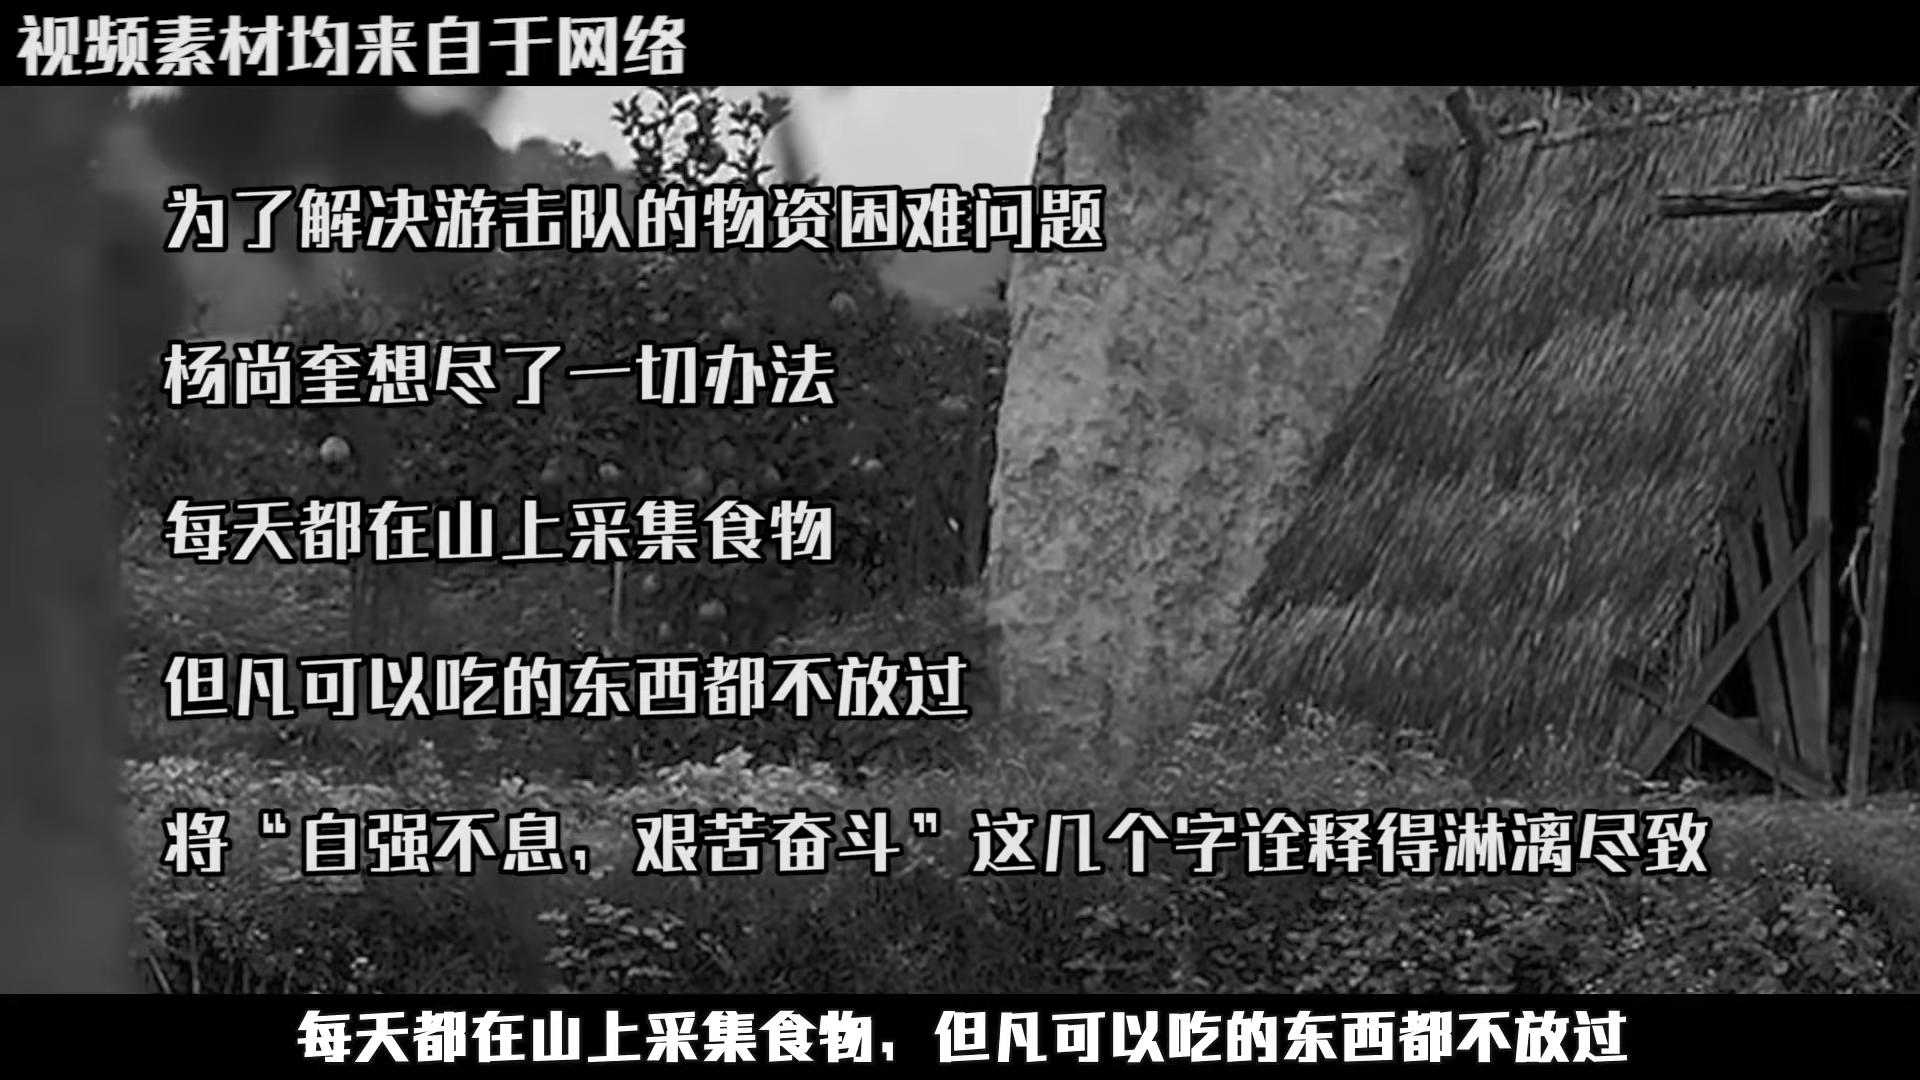 视频素材均来自于网络
为了解决游击队的物资困难问题
杨尚奎想尽了一切办法
每天都在山上采集食物
但凡可以吃的东西都不放过
将“自强不息，艰苦奋斗”这几个字诠释得淋漓尽致
每天都在山上采集食物，但凡可以吃的东西都不放过